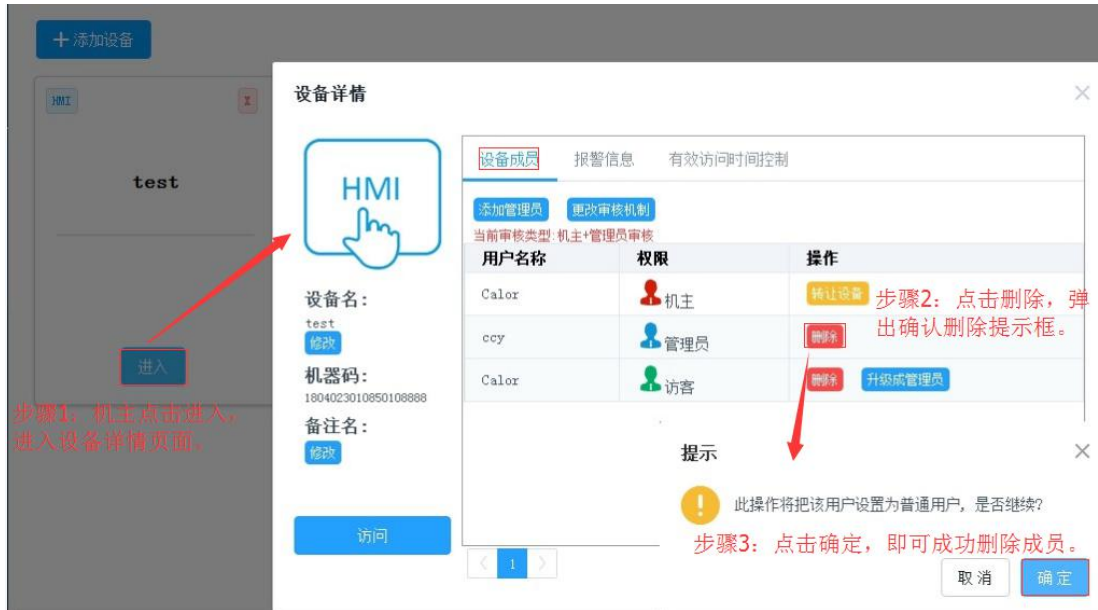 +添加设备
HMI
X
test
进入
步骤1：机主点击进入，
进入设备详情页面。
设备详情
HMI
设备名：
test
修改
机器码：
1804023010850108888
备注名：
修改
访问
设备成员 报警信息 有效访问时间控制
添加管理员 更改审核机制
当前审核类型:机主+管理员审核
用户名称 权限 操作
Calor 机主 转让设备
ccy 管理员 删除
Calor 访客 删除 升级成管理员
步骤2：点击删除，弹
出确认删除提示框。
提示
此操作将把该用户设置为普通用户，是否继续?
步骤3：点击确定，即可成功删除成员。
取消 确定
< 1 >